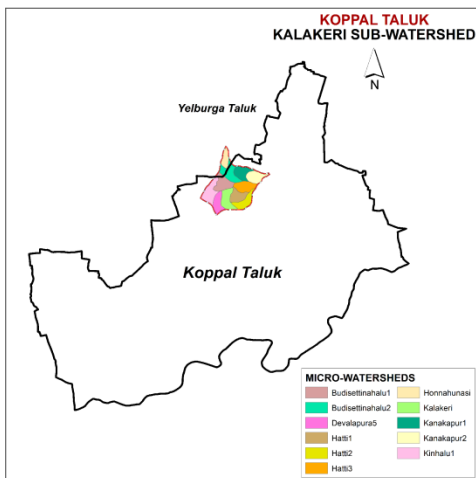 KOPPAL TALUK
KALAKERI SUB-WATERSHED
N
Yelburga Taluk
Koppal Taluk
MICRO-WATERSHEDS
Budisettinahalu1
Budisettinahalu2
Devalapura5
Hatti1
Hatti2
Hatti3
Honnahunasi
Kalakeri
Kanakapur1
Kanakapur2
Kinhalu1